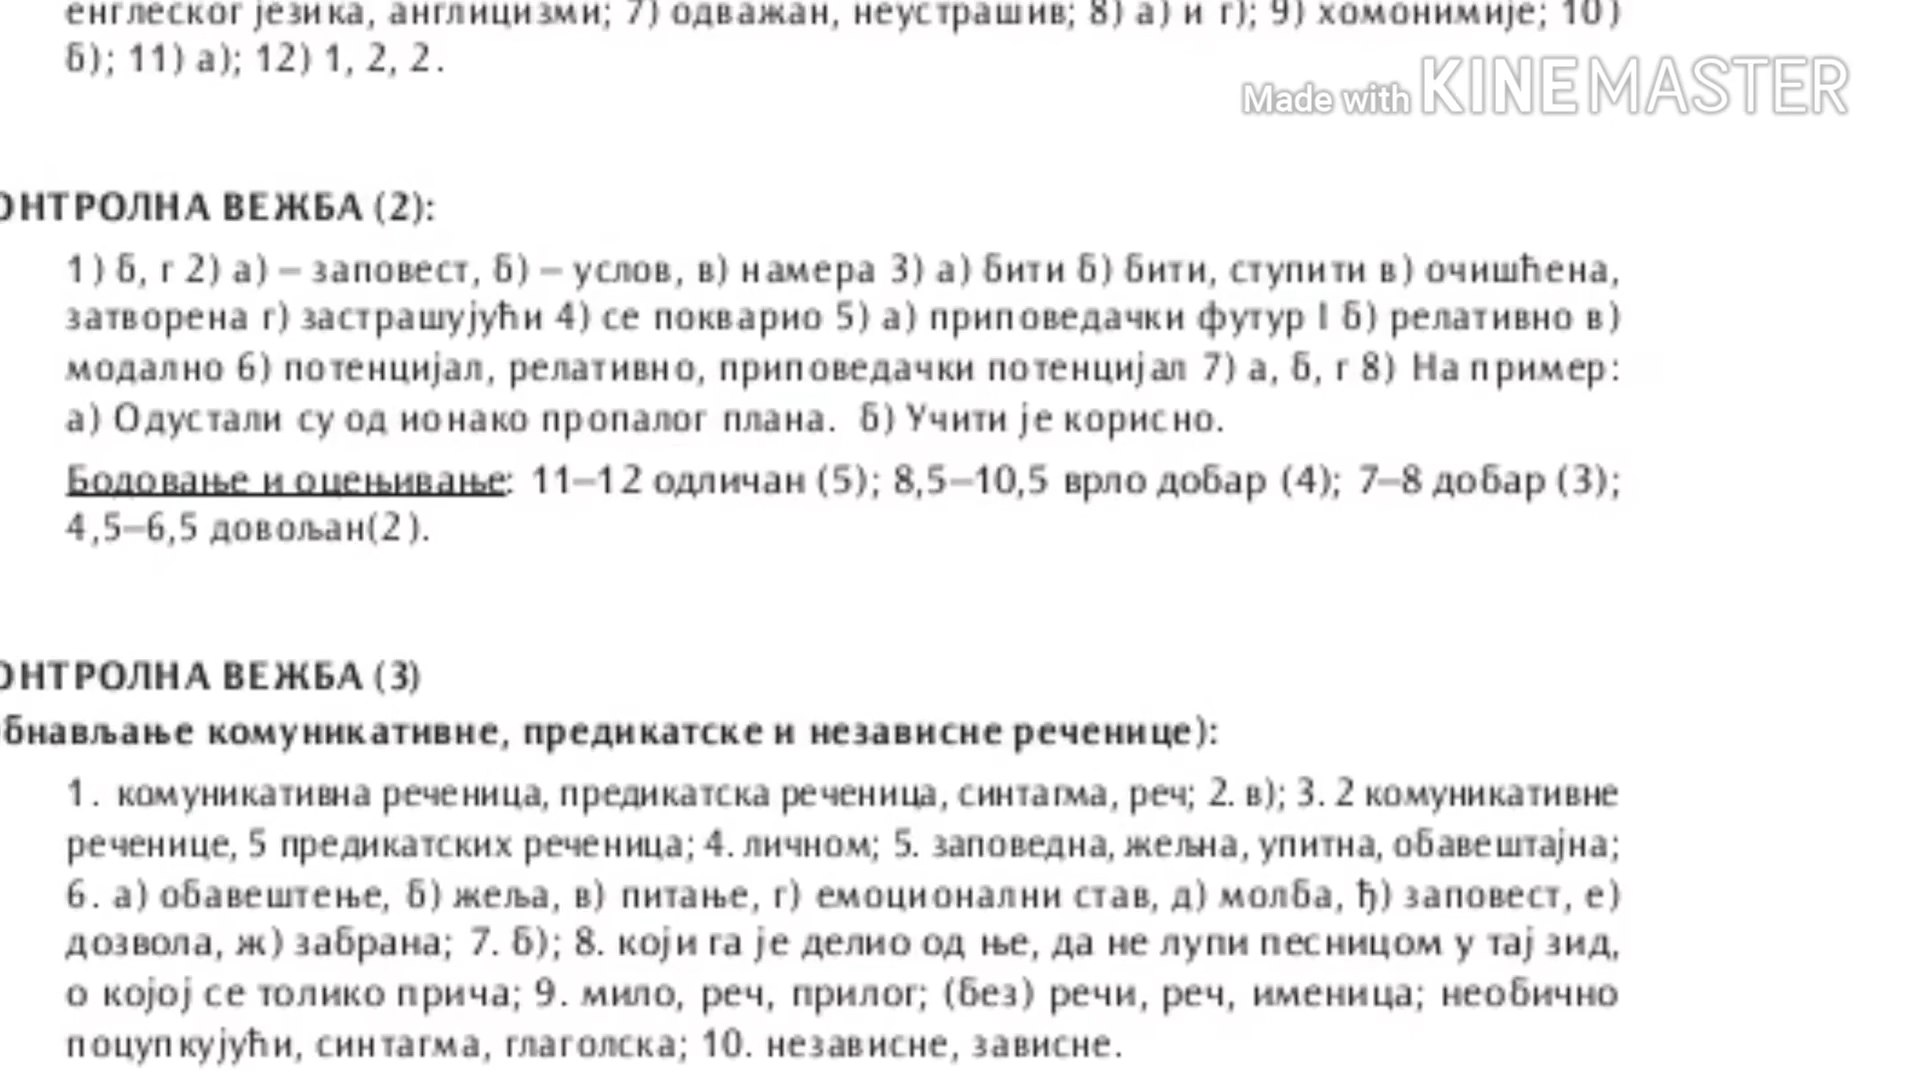 енглеског језика, англицизми; 7) одважан, неустрашив; 8) а) и г); 9) хомонимије; 10)
б); 11) а); 12) 1, 2, 2.
Made with KINEMASTER
ОНТРОЛНА ВЕЖБА (2):
1) б, г 2) а) – заповест, б) – услов, в) намера 3) а) бити б) бити, ступити в) очишћена,
затворена г) застрашујући 4) се покварио 5) а) приповедачки футур I б) релативно в)
модално 6) потенцијал, релативно, приповедачки потенцијал 7) а, б, г 8) На пример:
а) Одустали су од ионако пропалог плана. б) Учити је корисно.
Бодовање и оцењивање: 11–12 одличан (5); 8,5–10,5 врло добар (4); 7–8 добар (3);
4,5–6,5 довољан(2).
ОНТРОЛНА ВЕЖБА (3)
бнављање комуникативне, предикатске и независне реченице):
1. комуникативна реченица, предикатска реченица, синтагма, реч; 2. в); 3. 2 комуникативне
реченице, 5 предикатских реченица; 4. личном; 5. заповедна, жељна, упитна, обавештајна;
6. а) обавештење, б) жеља, в) питање, г) емоционални став, д) молба, ђ) заповест, е)
дозвола, ж) забрана; 7. б); 8. који га је делио од ње, да не лупи песницом у тај зид,
о којој се толико прича; 9. мило, реч, прилог; (без) речи, реч, именица; необично
поцупкујући, синтагма, глаголска; 10. независне, зависне.